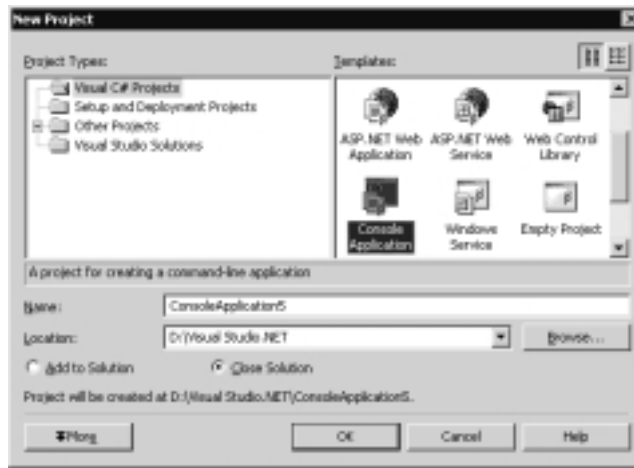 New Project
Project Types:
Templates:
Visual C# Projects
Setup and Deployment Projects
Other Projects
Visual Studio Solutions
ASP.NET Web Application
ASP.NET Web Service
Web Control Library
Console Application
Windows Service
Empty Project
A project for creating a command-line application
Name:
ConsoleApplication5
Location:
D:\Visual Studio.NET
Browse...
Add to Solution
Close Solution
Project will be created at D:\Visual Studio.NET\ConsoleApplication5.
More
OK
Cancel
Help